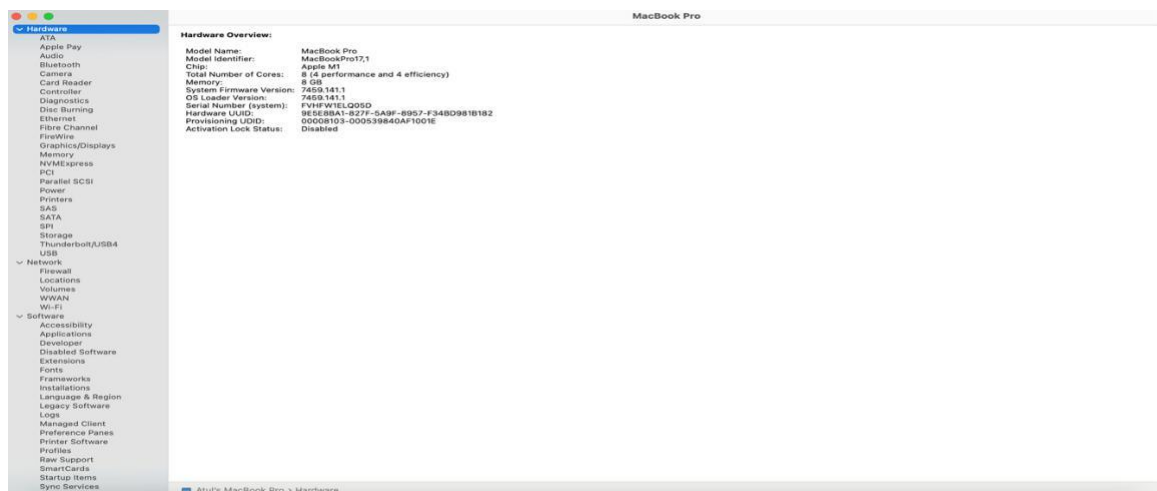 MacBook Pro
Hardware
ATA
Apple Pay
Audio
Bluetooth
Camera
Card Reader
Controller
Diagnostics
Disc Burning
Ethernet
Fibre Channel
FireWire
Graphics/Displays
Memory
NVMExpress
PCI
Parallel SCSI
Power
Printers
SAS
SATA
SPI
Storage
Thunderbolt/USB4
USB
Network
Firewall
Locations
Volumes
WWAN
Wi-Fi
Software
Accessibility
Applications
Developer
Disabled Software
Extensions
Fonts
Frameworks
Installations
Language & Region
Legacy Software
Logs
Managed Client
Preference Panes
Printer Software
Profiles
Raw Support
SmartCards
Startup Items
Sync Services
Hardware Overview:
Model Name: MacBook Pro
Model Identifier: MacBookPro17,1
Chip: Apple M1
Total Number of Cores: 8 (4 performance and 4 efficiency)
Memory: 8 GB
System Firmware Version: 7459.141.1
OS Loader Version: 7459.141.1
Serial Number (system): FVHFW1ELQ05D
Hardware UUID: 9E5E8BA1-827F-5A9F-8957-F34BD981B182
Provisioning UDID: 00008103-000539840AF1001E
Activation Lock Status: Disabled
Atul's MacBook Pro > Hardware